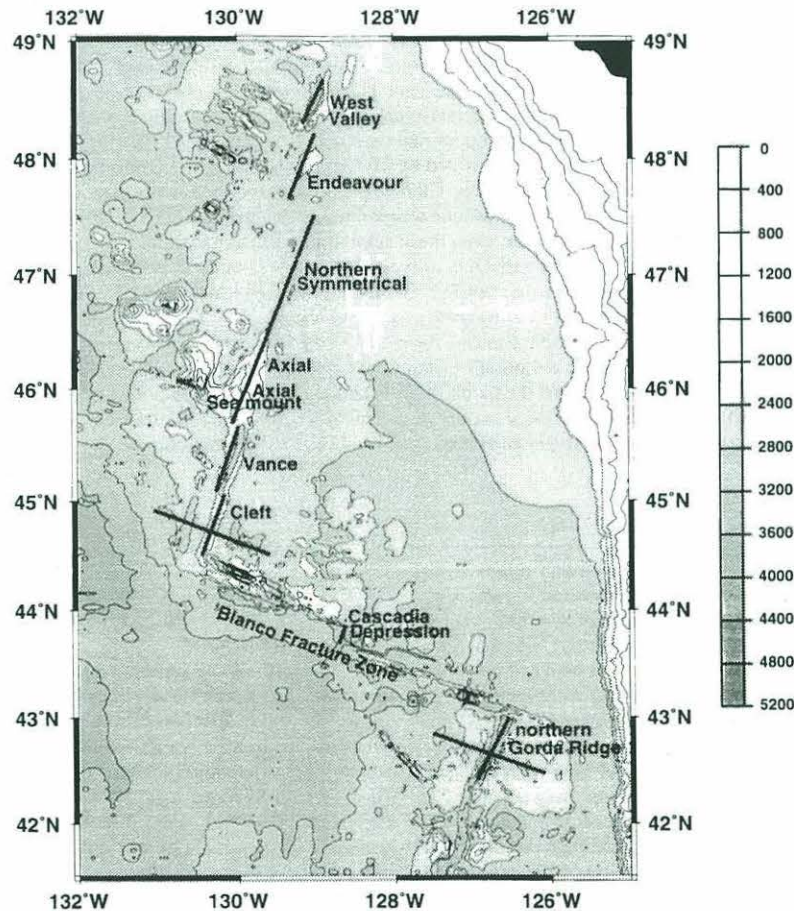 132°W 130°W 128°W 126°W
49°N
48°N
47°N
46°N
45°N
44°N
43°N
42°N
West
Valley
Endeavour
Northern
Symmetrical
Axial
Axial
Seamount
Vance
Cleft
Cascadia
Depression
Blanco Fracture Zone
northern
Gorda Ridge
49°N
48°N
47°N
46°N
45°N
44°N
43°N
42°N
132°W 130°W 128°W 126°W
0
400
800
1200
1600
2000
2400
2800
3200
3600
4000
4400
4800
5200